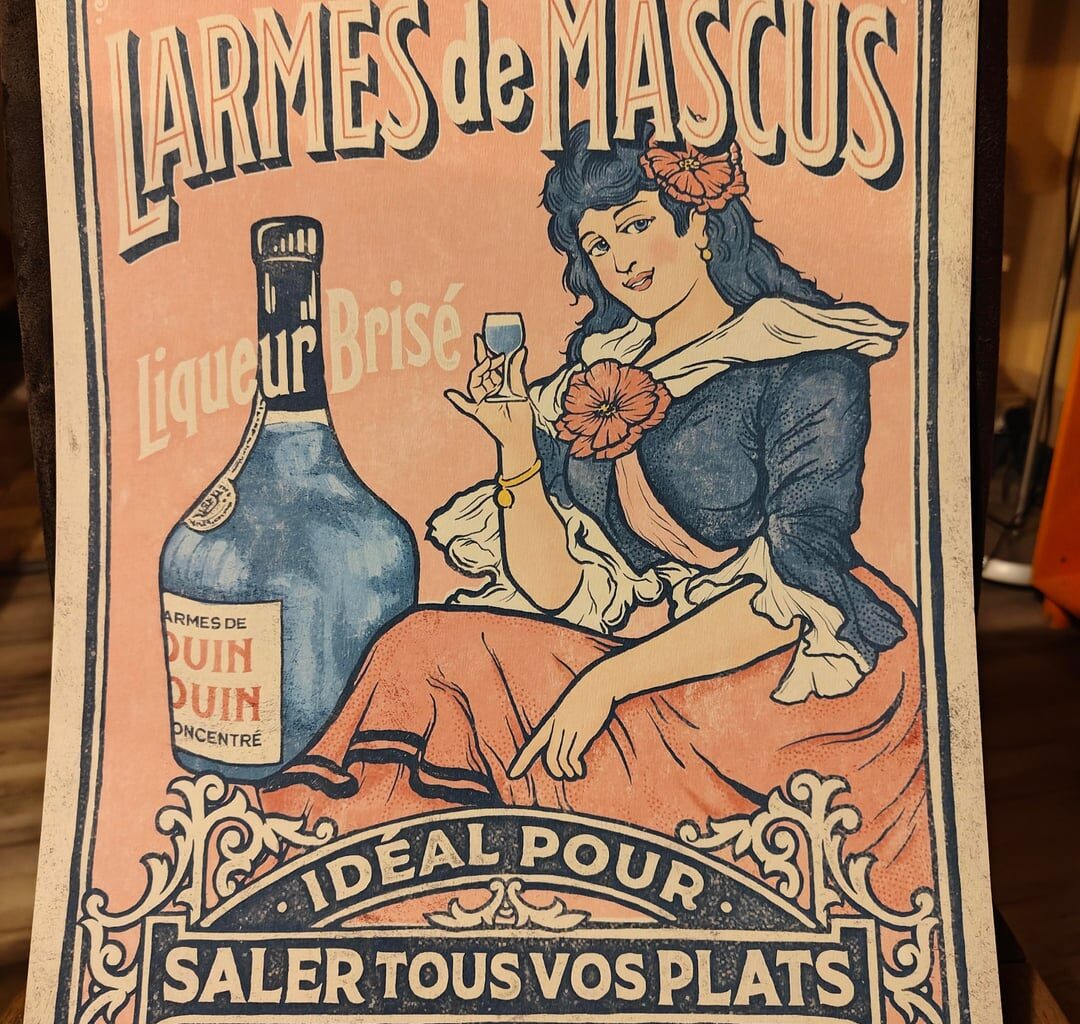 LARMES de MASCUS
Liqueur Brisé
ARMES DE
OUIN
OUIN
ONCENTRÉ
IDÉAL POUR
SALER TOUS VOS PLATS